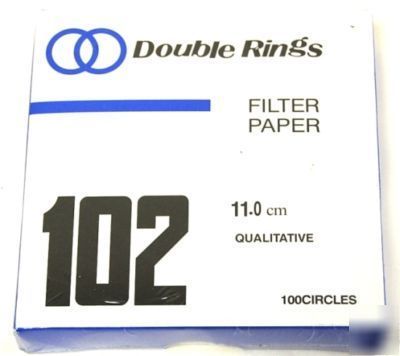 Double Rings
FILTER
PAPER
102
11.0 cm
QUALITATIVE
100CIRCLES